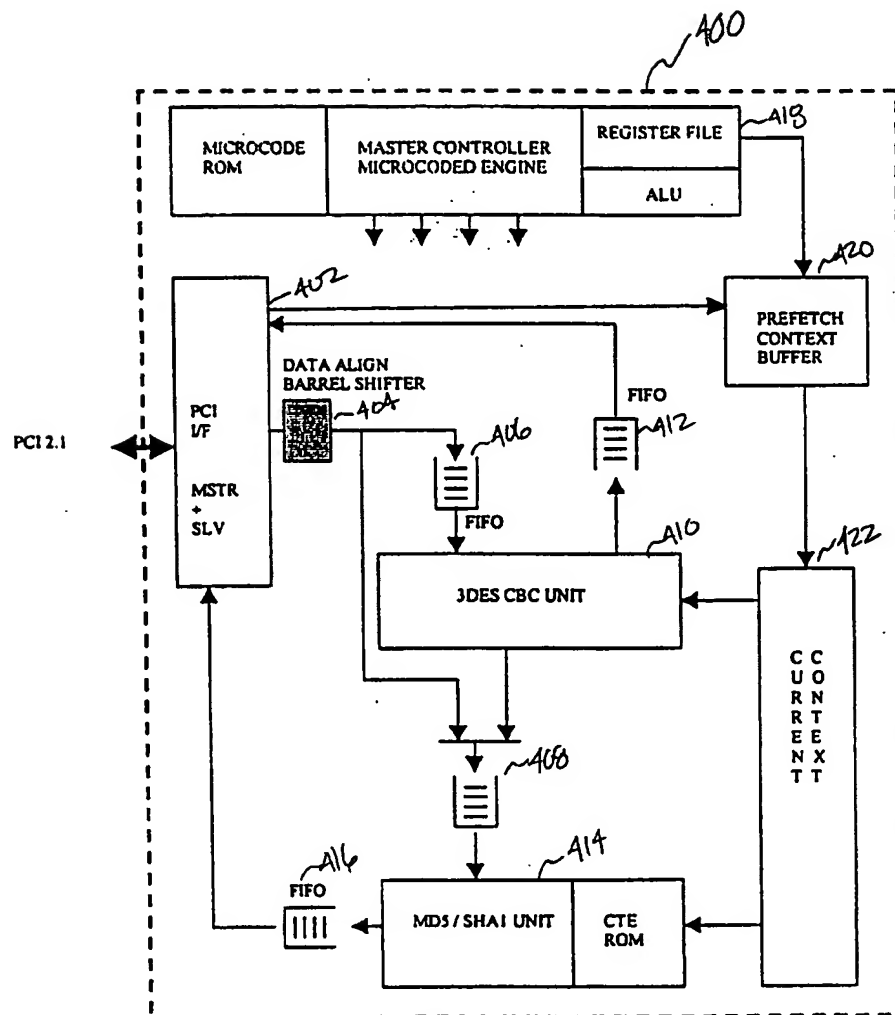 400
MICROCODE
ROM
MASTER CONTROLLER
MICROCODED ENGINE
REGISTER FILE
ALU
418
402
420
PREFETCH
CONTEXT
BUFFER
DATA ALIGN
BARREL SHIFTER
404
FIFO
412
PCI 2.1
PCI
I/F
MSTR
+
SLV
406
FIFO
410
422
3DES CBC UNIT
CURRENT
CONTEXT
408
416
FIFO
414
MD5 / SHA1 UNIT
CTE
ROM